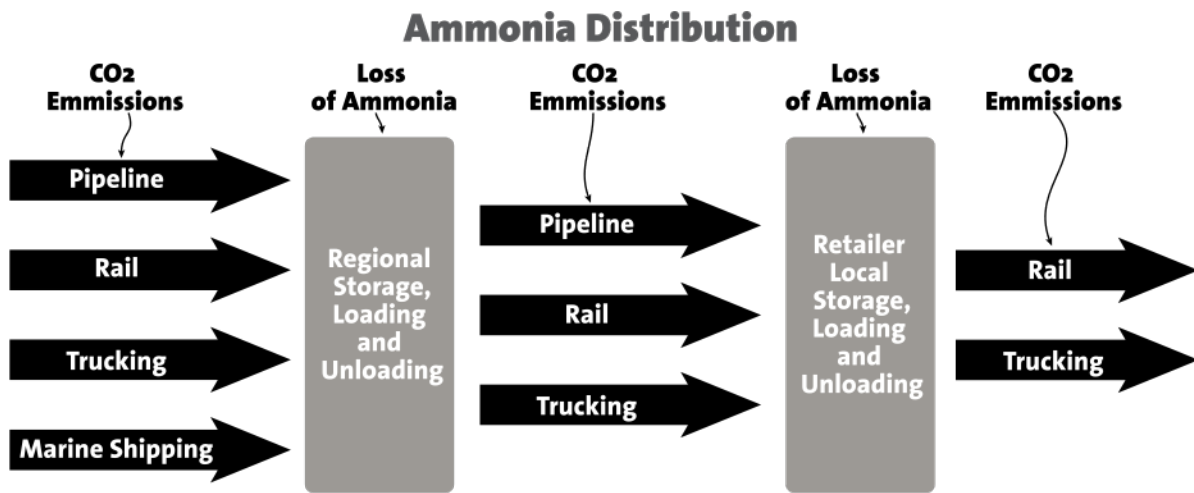 Ammonia Distribution
CO2
Emmissions
Loss
of Ammonia
CO2
Emmissions
Loss
of Ammonia
CO2
Emmissions
Pipeline
Rail
Trucking
Marine Shipping
Regional
Storage,
Loading
and
Unloading
Pipeline
Rail
Trucking
Retailer
Local
Storage,
Loading
and
Unloading
Rail
Trucking